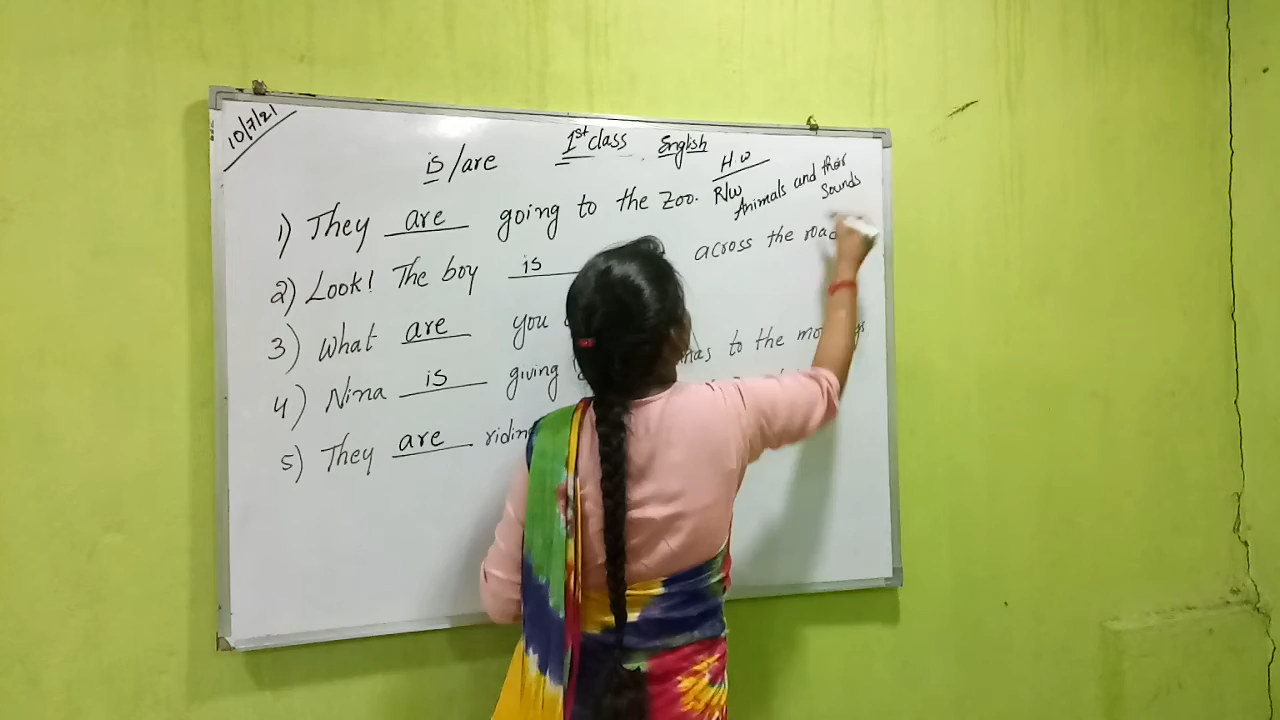 10/7/21
is/are 1st class English
H.W
R/W Animals and their
Sounds
1) They are going to the zoo.
2) Look! The boy is across the road
3) What are you
4) Nina is giving to the
5) They are